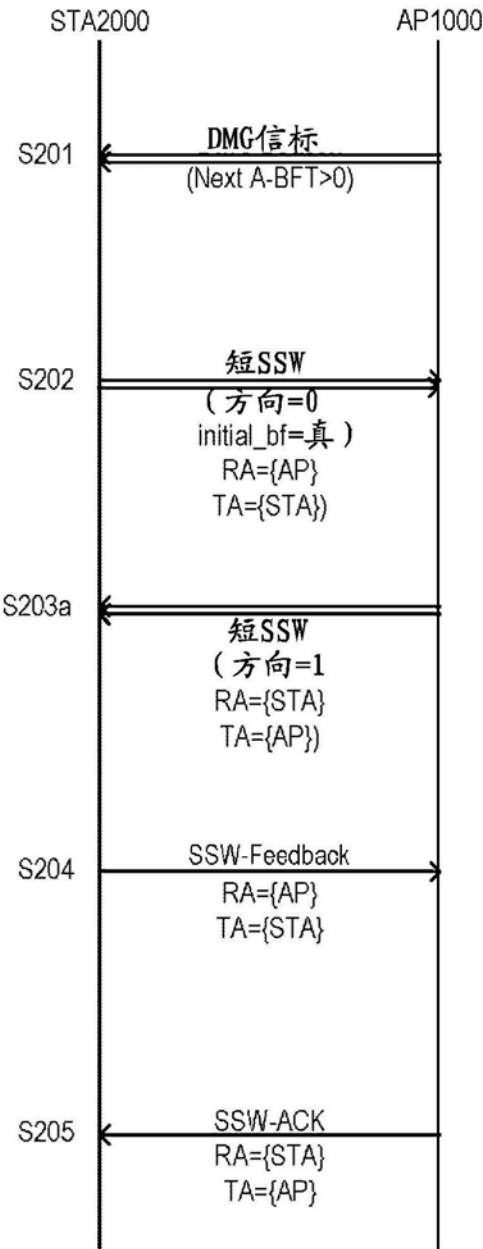 STA2000 AP1000
S201
DMG信标
(Next A-BFT>0)
S202
短SSW
(方向=0
initial_bf=真)
RA={AP}
TA={STA})
S203a
短SSW
(方向=1
RA={STA}
TA={AP})
S204
SSW-Feedback
RA={AP}
TA={STA}
S205
SSW-ACK
RA={STA}
TA={AP}